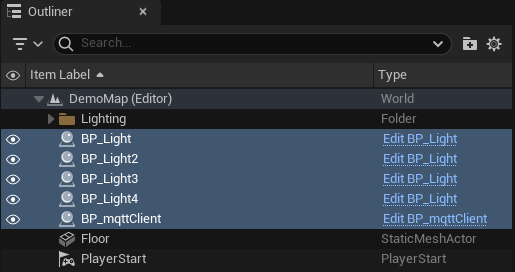 Outliner
Search...
Item Label Type
DemoMap (Editor) World
Lighting Folder
BP_Light Edit BP_Light
BP_Light2 Edit BP_Light
BP_Light3 Edit BP_Light
BP_Light4 Edit BP_Light
BP_mqttClient Edit BP_mqttClient
Floor StaticMeshActor
PlayerStart PlayerStart